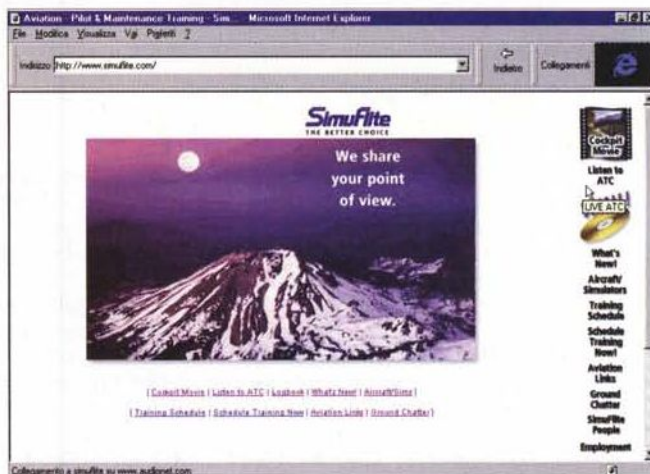 Aviation - Pilot & Maintenance Training - Sim... - Microsoft Internet Explorer
File Modifica Visualizza Vai Preferiti ?
Indirizzo http://www.simuflite.com/ Indietro Collegamenti
SimuFlite
THE BETTER CHOICE
We share
your point
of view.
Cockpit
Movie
Listen to
ATC
LIVE ATC
What's
New!
Aircraft/
Simulators
Training
Schedule
Schedule
Training
Now!
Aviation
Links
Ground
Chatter
SimuFlite
People
Employment
[ Cockpit Movie | Listen to ATC | Logbook | What'z New! | Aircraft/Sims ]
[ Training Schedule | Schedule Training Now | Aviation Links | Ground Chatter ]
Collegamento a simuflite su www.audionet.com